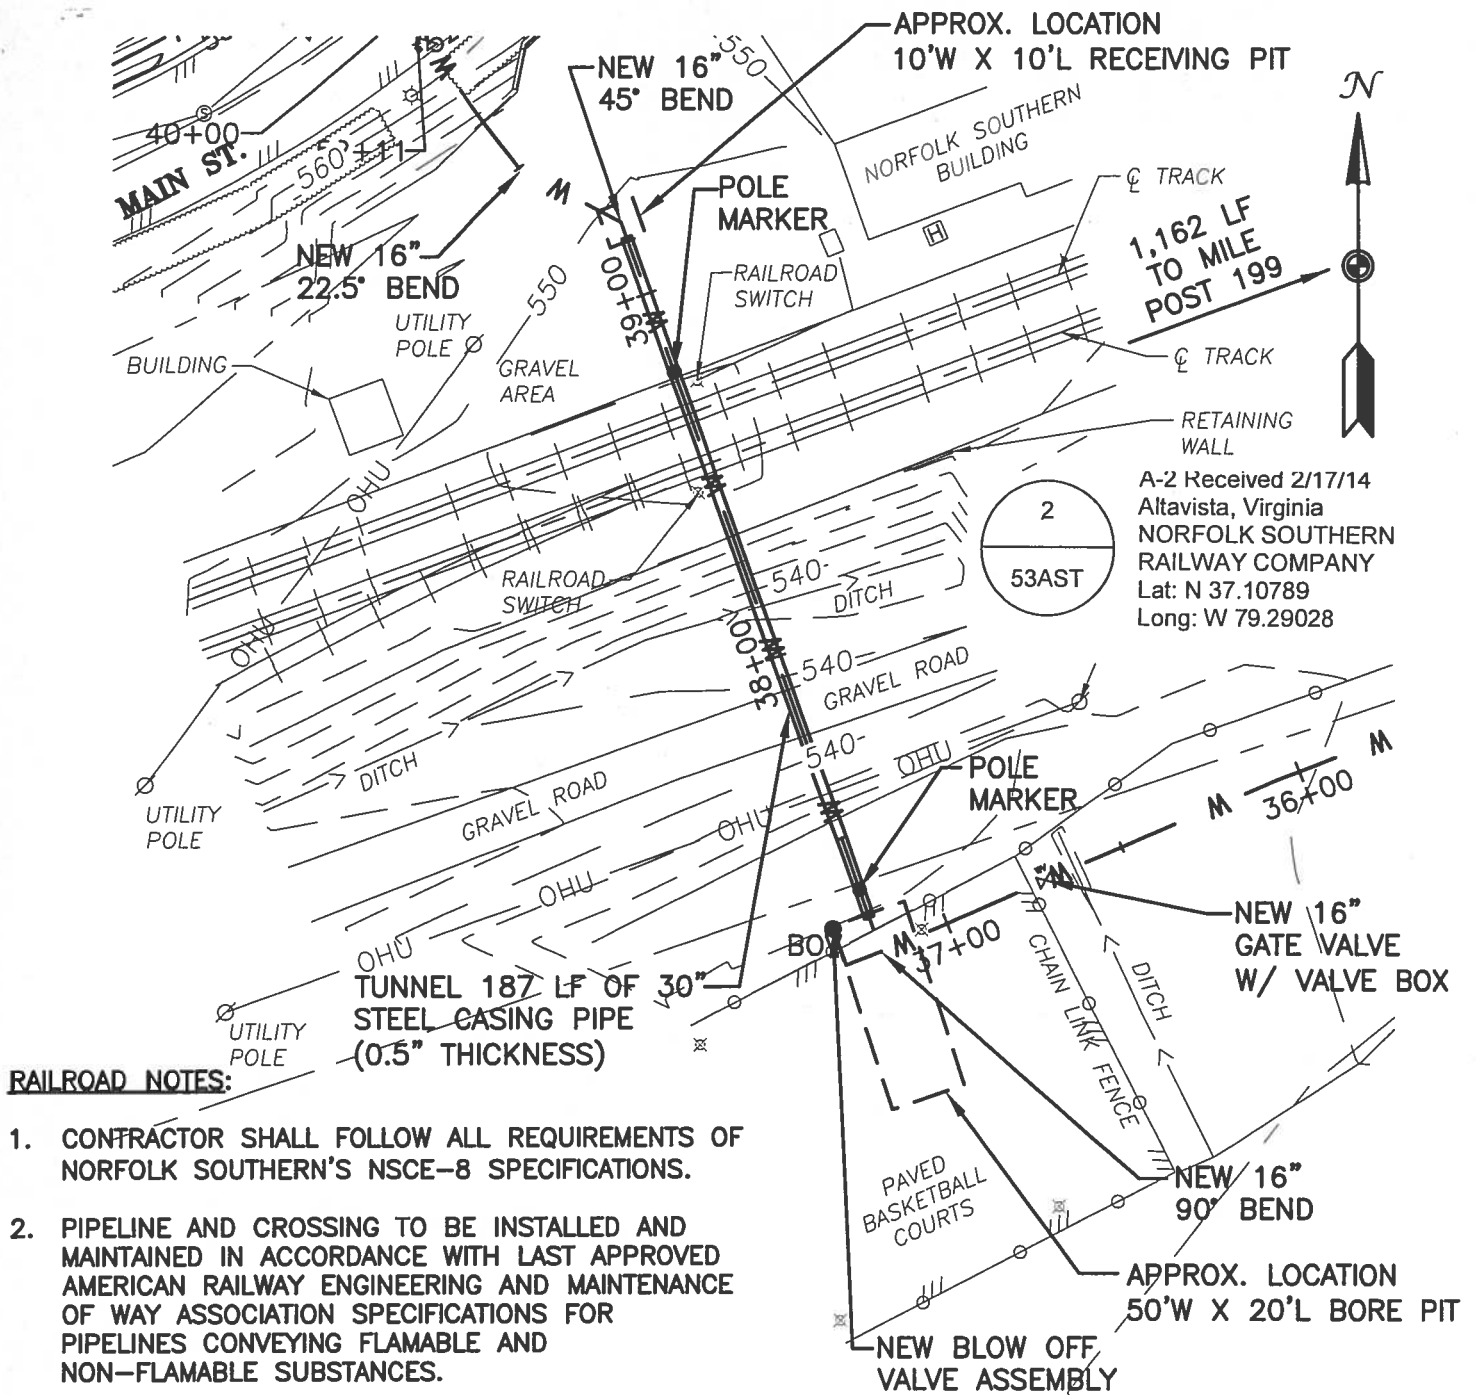 APPROX. LOCATION
10'W X 10'L RECEIVING PIT
NEW 16"
45° BEND
550
N
40+00
MAIN ST.
560
+11
W
NORFOLK SOUTHERN
BUILDING
H
℄ TRACK
1,162 LF
TO MILE
POST 199
W
POLE
MARKER
NEW 16"
22.5° BEND
39+00
W
RAILROAD
SWITCH
550
UTILITY
POLE
BUILDING
GRAVEL
AREA
℄ TRACK
RETAINING
WALL
OHU
W
2
53AST
A-2 Received 2/17/14
Altavista, Virginia
NORFOLK SOUTHERN
RAILWAY COMPANY
Lat: N 37.10789
Long: W 79.29028
RAILROAD
SWITCH
540
DITCH
OHU
38+00
W
540
GRAVEL ROAD
540
OHU
DITCH
GRAVEL ROAD
UTILITY
POLE
POLE
MARKER
W
W
W
36+00
OHU
OHU
W
NEW 16"
GATE VALVE
W/ VALVE BOX
OHU
BO
W
37+00
CHAIN LINK FENCE
DITCH
TUNNEL 187 LF OF 30"
STEEL CASING PIPE
(0.5" THICKNESS)
UTILITY
POLE
RAILROAD NOTES:
1. CONTRACTOR SHALL FOLLOW ALL REQUIREMENTS OF
NORFOLK SOUTHERN'S NSCE-8 SPECIFICATIONS.
2. PIPELINE AND CROSSING TO BE INSTALLED AND
MAINTAINED IN ACCORDANCE WITH LAST APPROVED
AMERICAN RAILWAY ENGINEERING AND MAINTENANCE
OF WAY ASSOCIATION SPECIFICATIONS FOR
PIPELINES CONVEYING FLAMABLE AND
NON-FLAMABLE SUBSTANCES.
PAVED
BASKETBALL
COURTS
NEW 16"
90° BEND
APPROX. LOCATION
50'W X 20'L BORE PIT
NEW BLOW OFF
VALVE ASSEMBLY